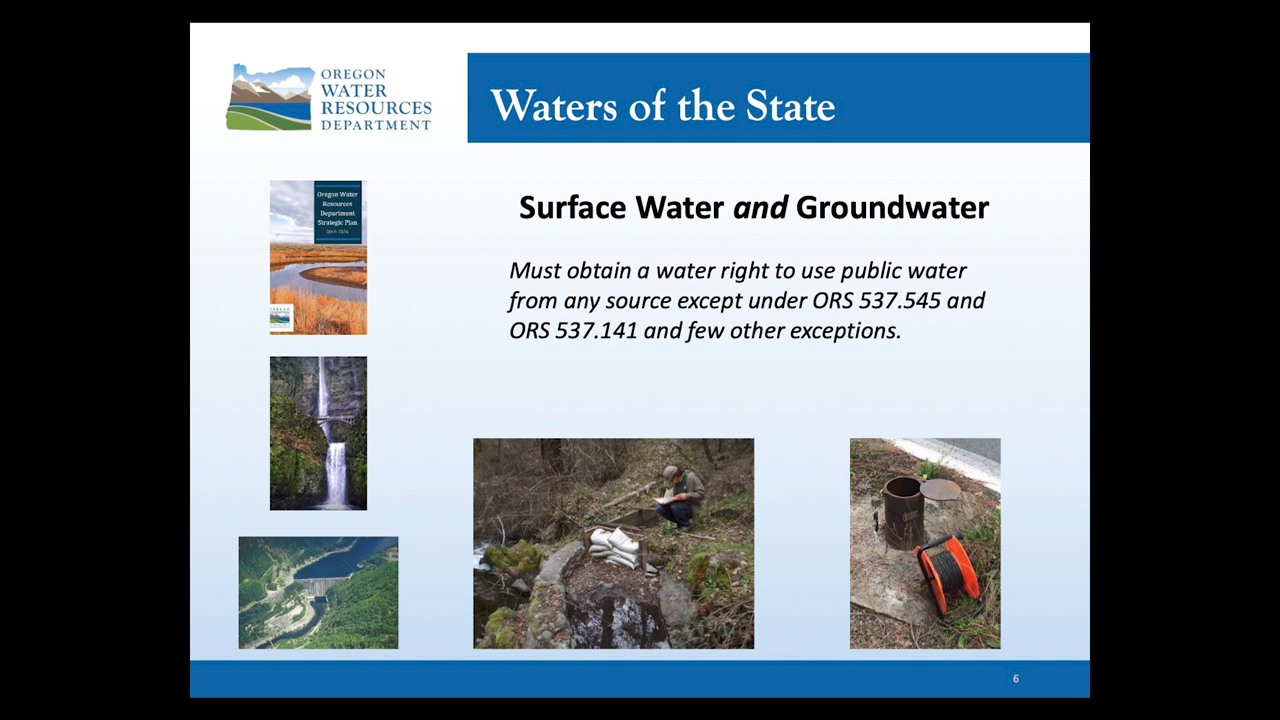 OREGON
WATER
RESOURCES
DEPARTMENT
Waters of the State
Oregon Water
Resources
Department
Strategic Plan
Surface Water and Groundwater
Must obtain a water right to use public water
from any source except under ORS 537.545 and
ORS 537.141 and few other exceptions.
6